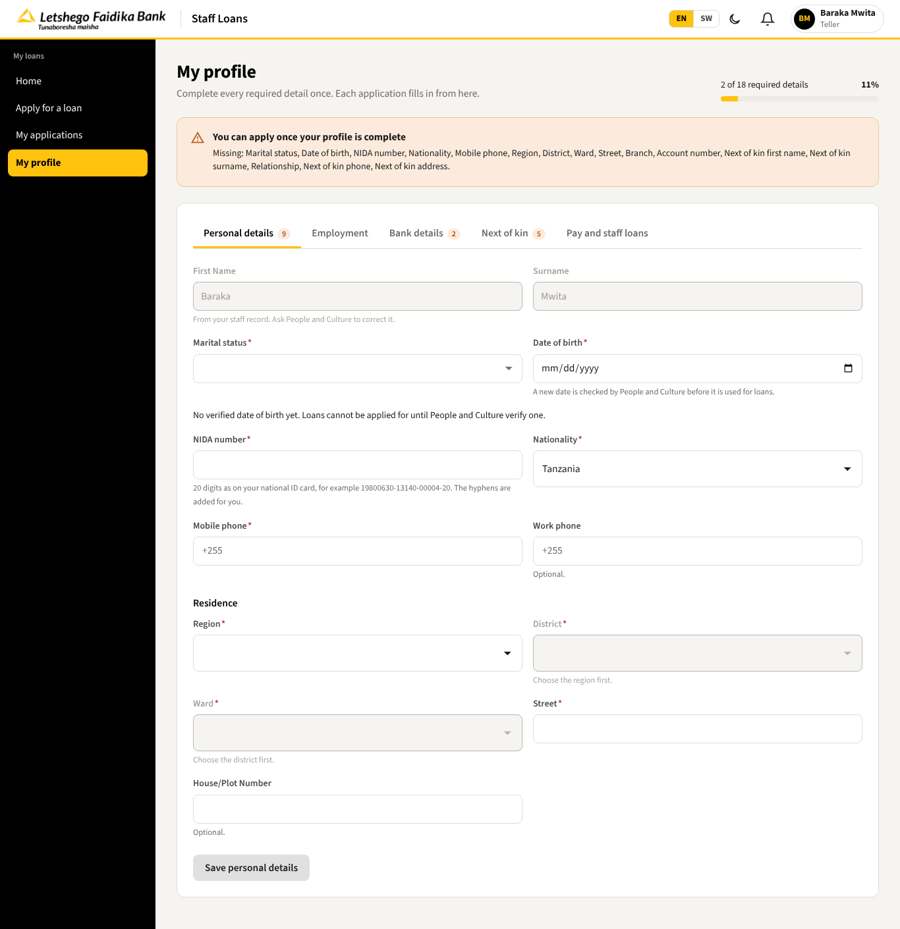 Letshego Faidika Bank
Tunaboresha maisha
Staff Loans
EN SW
BM
Baraka Mwita
Teller
My loans
Home
Apply for a loan
My applications
My profile
My profile
Complete every required detail once. Each application fills in from here.
2 of 18 required details 11%
You can apply once your profile is complete
Missing: Marital status, Date of birth, NIDA number, Nationality, Mobile phone, Region, District, Ward, Street, Branch, Account number, Next of kin first name, Next of kin
surname, Relationship, Next of kin phone, Next of kin address.
Personal details 9 Employment Bank details 2 Next of kin 5 Pay and staff loans
First Name Surname
Baraka Mwita
From your staff record. Ask People and Culture to correct it.
Marital status* Date of birth*
mm/dd/yyyy
A new date is checked by People and Culture before it is used for loans.
No verified date of birth yet. Loans cannot be applied for until People and Culture verify one.
NIDA number* Nationality*
Tanzania
20 digits as on your national ID card, for example 19800630-13140-00004-20. The hyphens are
added for you.
Mobile phone* Work phone
+255 +255
Optional.
Residence
Region* District*
Choose the region first.
Ward* Street*
Choose the district first.
House/Plot Number
Optional.
Save personal details